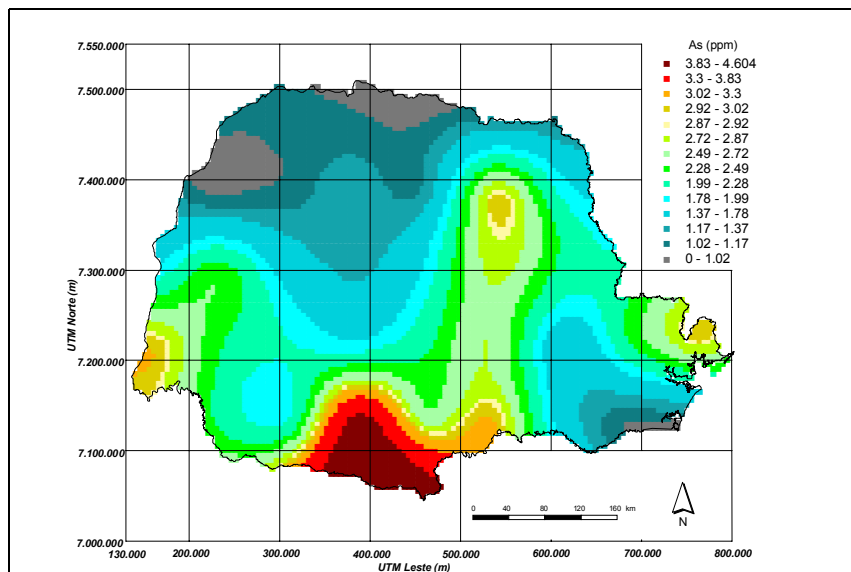 7.550.000
7.500.000
7.400.000
7.300.000
7.200.000
7.100.000
7.000.000
UTM Norte (m)
130.000 200.000 300.000 400.000 500.000 600.000 700.000 800.000
UTM Leste (m)
As (ppm)
3.83 - 4.604
3.3 - 3.83
3.02 - 3.3
2.92 - 3.02
2.87 - 2.92
2.72 - 2.87
2.49 - 2.72
2.28 - 2.49
1.99 - 2.28
1.78 - 1.99
1.37 - 1.78
1.17 - 1.37
1.02 - 1.17
0 - 1.02
0 40 80 120 160 km
N